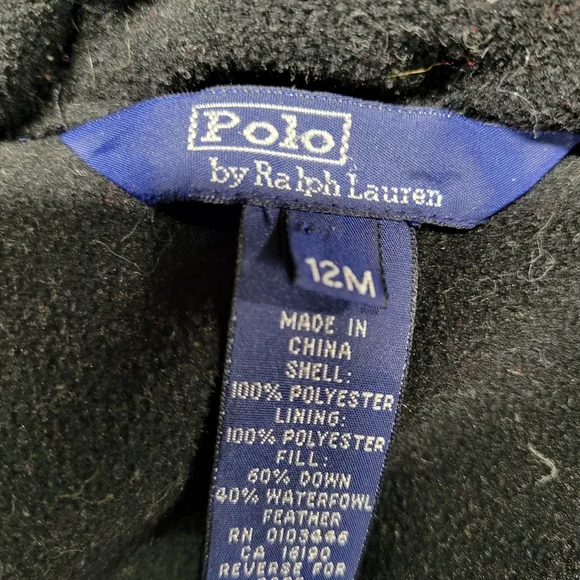 Polo
by Ralph Lauren
12M
MADE IN
CHINA
SHELL:
100% POLYESTER
LINING:
100% POLYESTER
FILL:
60% DOWN
40% WATERFOWL
FEATHER
RN 0103446
CA 16190
REVERSE FOR